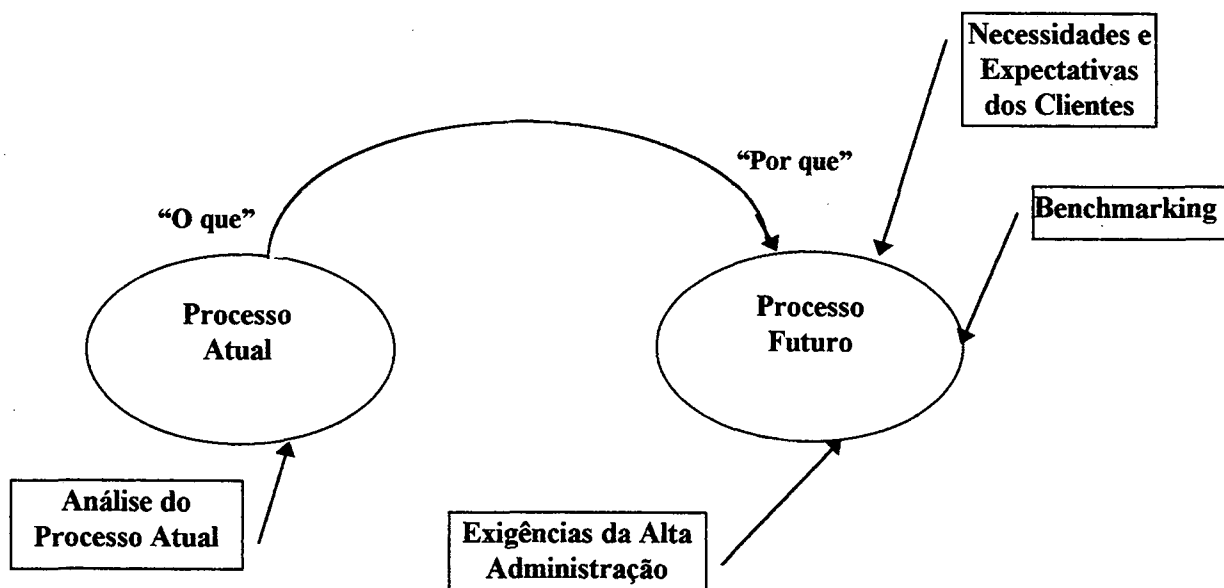 Necessidades e
Expectativas
dos Clientes
“Por que”
“O que”
Benchmarking
Processo
Atual
Processo
Futuro
Análise do
Processo Atual
Exigências da Alta
Administração